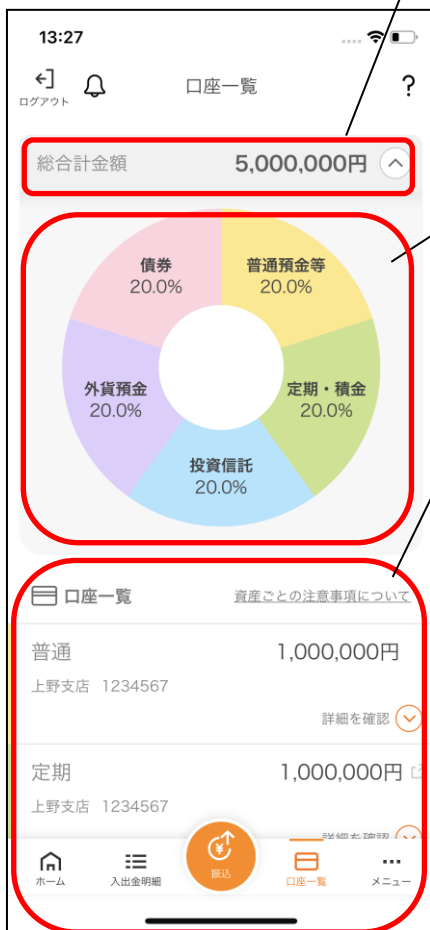 13:27
ログアウト
口座一覧
?
総合計金額 5,000,000円
債券
20.0%
普通預金等
20.0%
外貨預金
20.0%
定期・積金
20.0%
投資信託
20.0%
口座一覧 資産ごとの注意事項について
普通 1,000,000円
上野支店 1234567
詳細を確認
定期 1,000,000円
上野支店 1234567
詳細を確認
ホーム 入出金明細 振込 口座一覧 メニュー